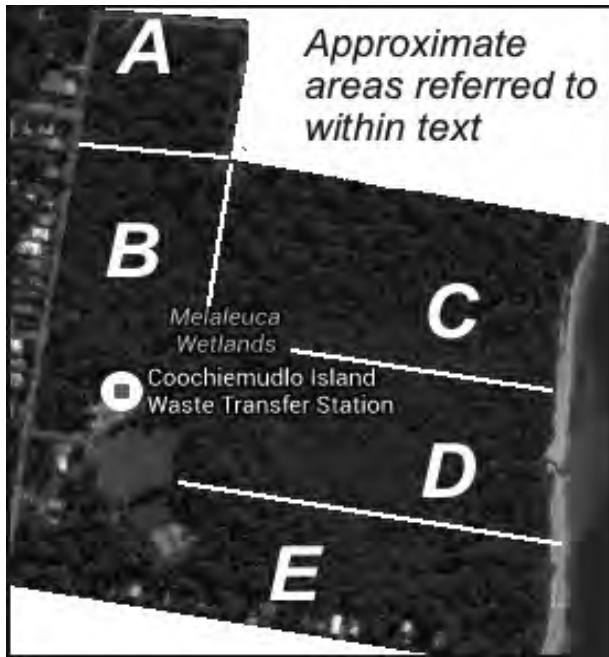 A
Approximate
areas referred to
within text
B
C
Melaleuca
Wetlands
Coochiemudlo Island
Waste Transfer Station
D
E